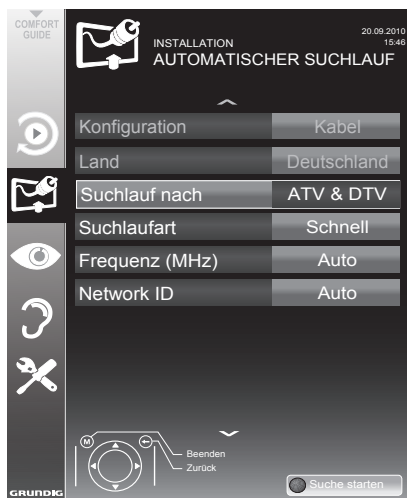 COMFORT
GUIDE
20.09.2010
15:46
INSTALLATION
AUTOMATISCHER SUCHLAUF
Konfiguration Kabel
Land Deutschland
Suchlauf nach ATV & DTV
Suchlaufart Schnell
Frequenz (MHz) Auto
Network ID Auto
M
Beenden
Zurück
Suche starten
GRUNDIG